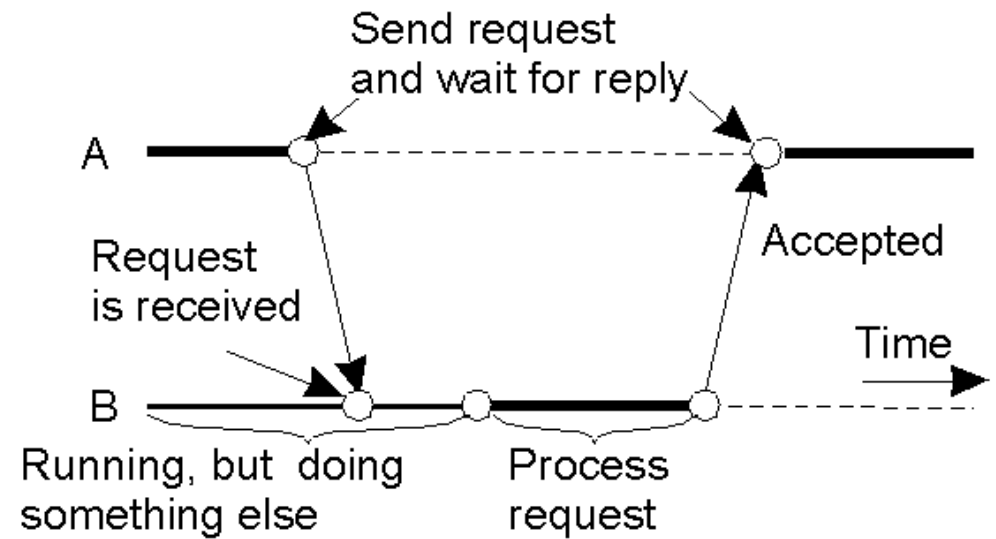 Send request
and wait for reply
A
Accepted
Request
is received
Time
B
Running, but doing
something else
Process
request